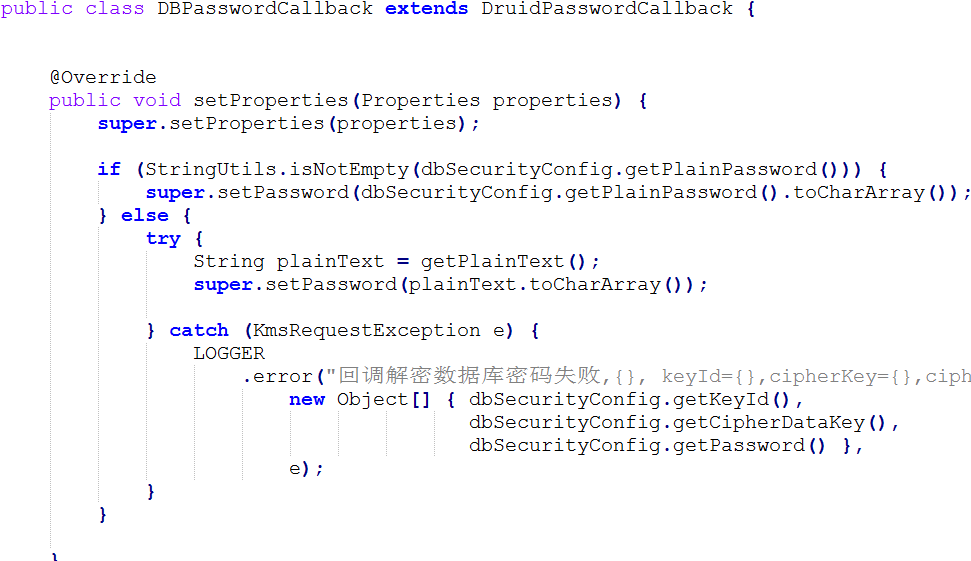 public class DBPasswordCallback extends DruidPasswordCallback {
@Override
public void setProperties(Properties properties) {
super.setProperties(properties);
if (StringUtils.isNotEmpty(dbSecurityConfig.getPlainPassword())) {
super.setPassword(dbSecurityConfig.getPlainPassword().toCharArray());
} else {
try {
String plainText = getPlainText();
super.setPassword(plainText.toCharArray());
} catch (KmsRequestException e) {
LOGGER
.error("回调解密数据库密码失败,{}, keyId={},cipherKey={},ciph
new Object[] { dbSecurityConfig.getKeyId(),
dbSecurityConfig.getCipherDataKey(),
dbSecurityConfig.getPassword() },
e);
}
}
}